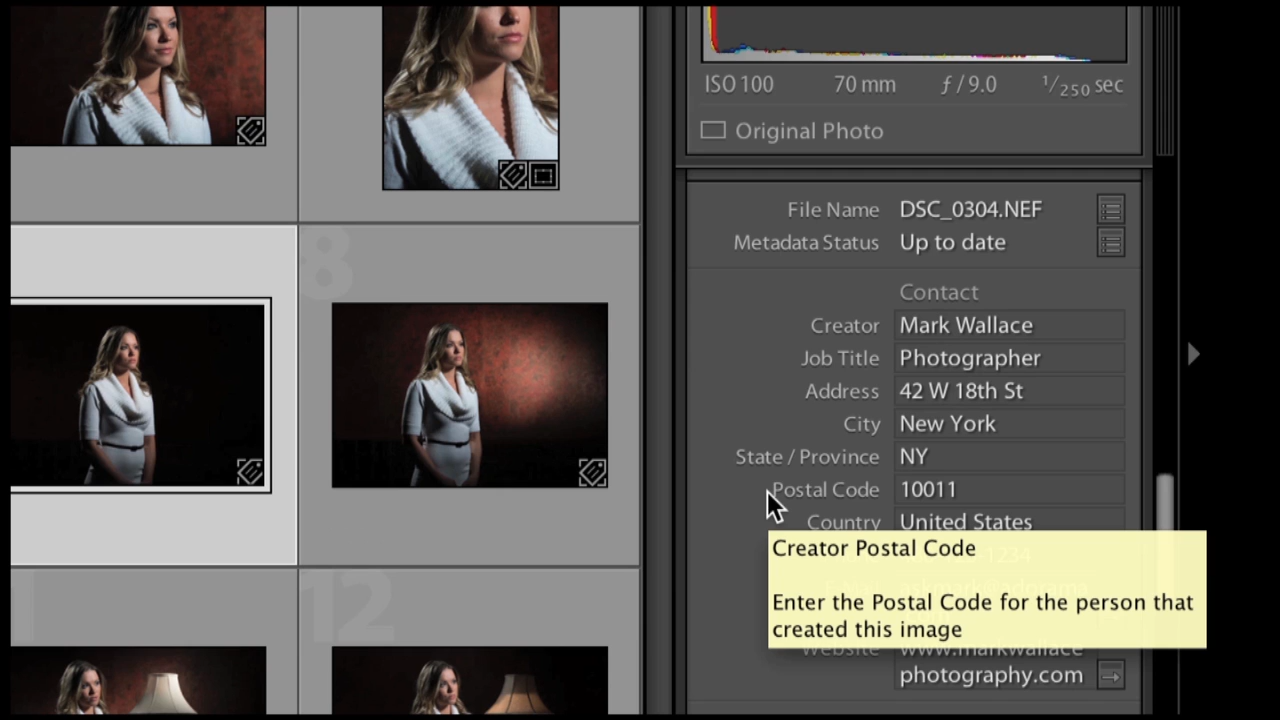 ISO 100 70 mm ƒ / 9.0 1/250 sec
Original Photo
File Name DSC_0304.NEF
Metadata Status Up to date
8
Contact
Creator Mark Wallace
Job Title Photographer
Address 42 W 18th St
City New York
State / Province NY
Postal Code 10011
Country United States
1234
Creator Postal Code
Enter the Postal Code for the person that
created this image
12
Website www.markwallace
photography.com